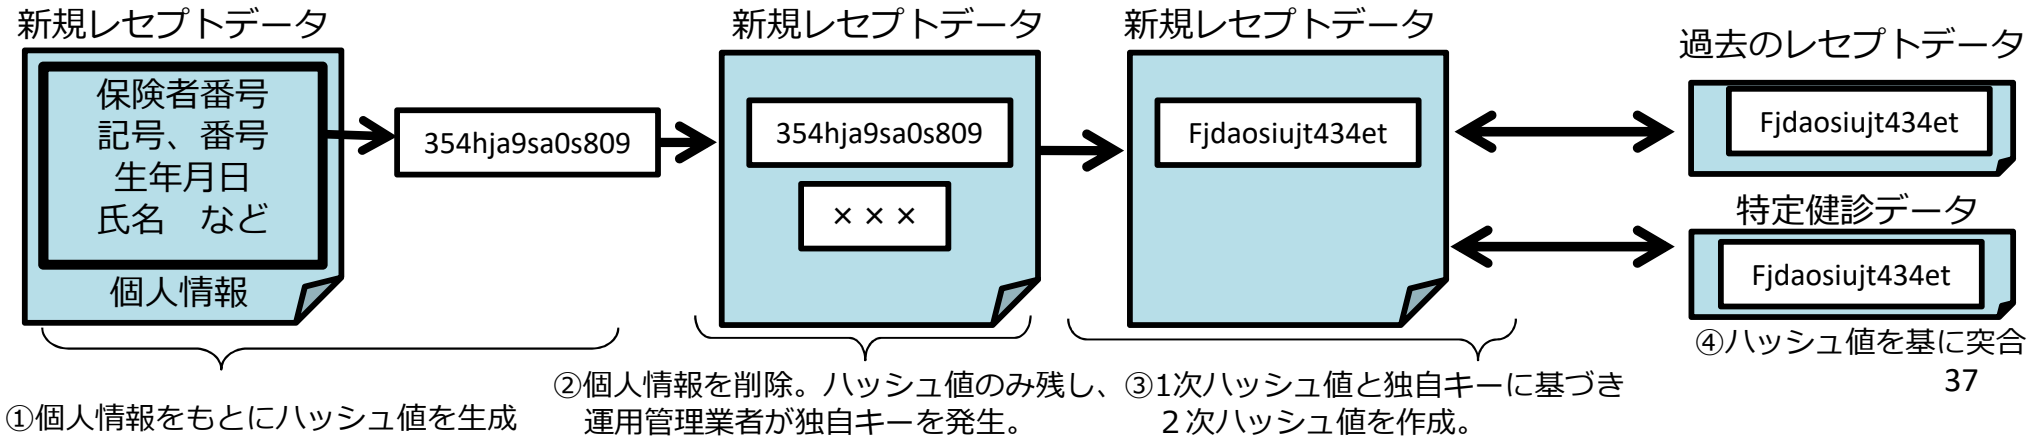 新規レセプトデータ
保険者番号
記号、番号
生年月日
氏名　など
個人情報
354hja9sa0s809
新規レセプトデータ
354hja9sa0s809
×××
新規レセプトデータ
Fjdaosiujt434et
過去のレセプトデータ
Fjdaosiujt434et
特定健診データ
Fjdaosiujt434et
①個人情報をもとにハッシュ値を生成
②個人情報を削除。ハッシュ値のみ残し、
運用管理業者が独自キーを発生。
③1次ハッシュ値と独自キーに基づき
２次ハッシュ値を作成。
④ハッシュ値を基に突合
37